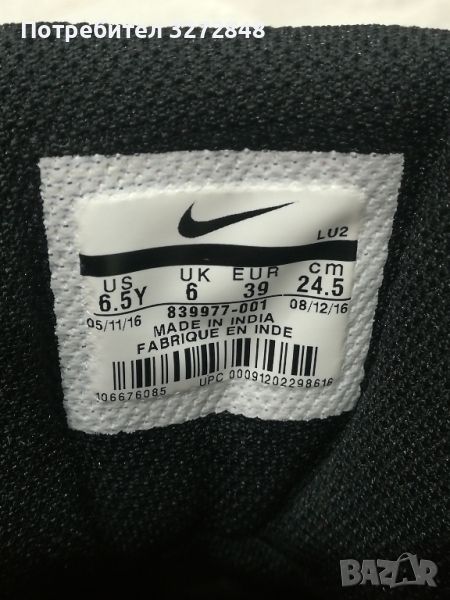 Потребител 3272848
LU2
US UK EUR cm
6.5Y 6 39 24.5
05/11/16 839977-001 08/12/16
MADE IN INDIA
FABRIQUE EN INDE
106676085 UPC 00091202298616
BAZAR